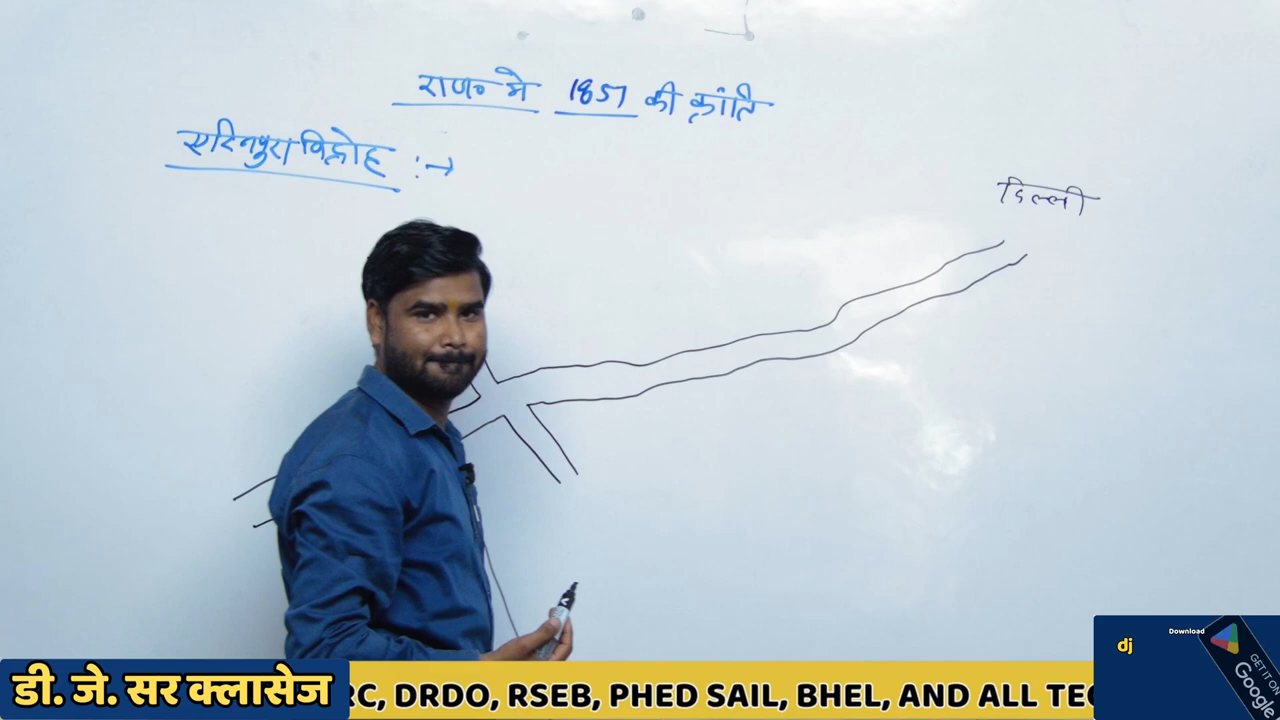 राज० मे 1857 की क्रांति
एरिनपुरा विद्रोह :→
दिल्ली
डी. जे. सर क्लासेज
RC, DRDO, RSEB, PHED SAIL, BHEL, AND ALL TEC
dj
Download
GET IT ON
Google